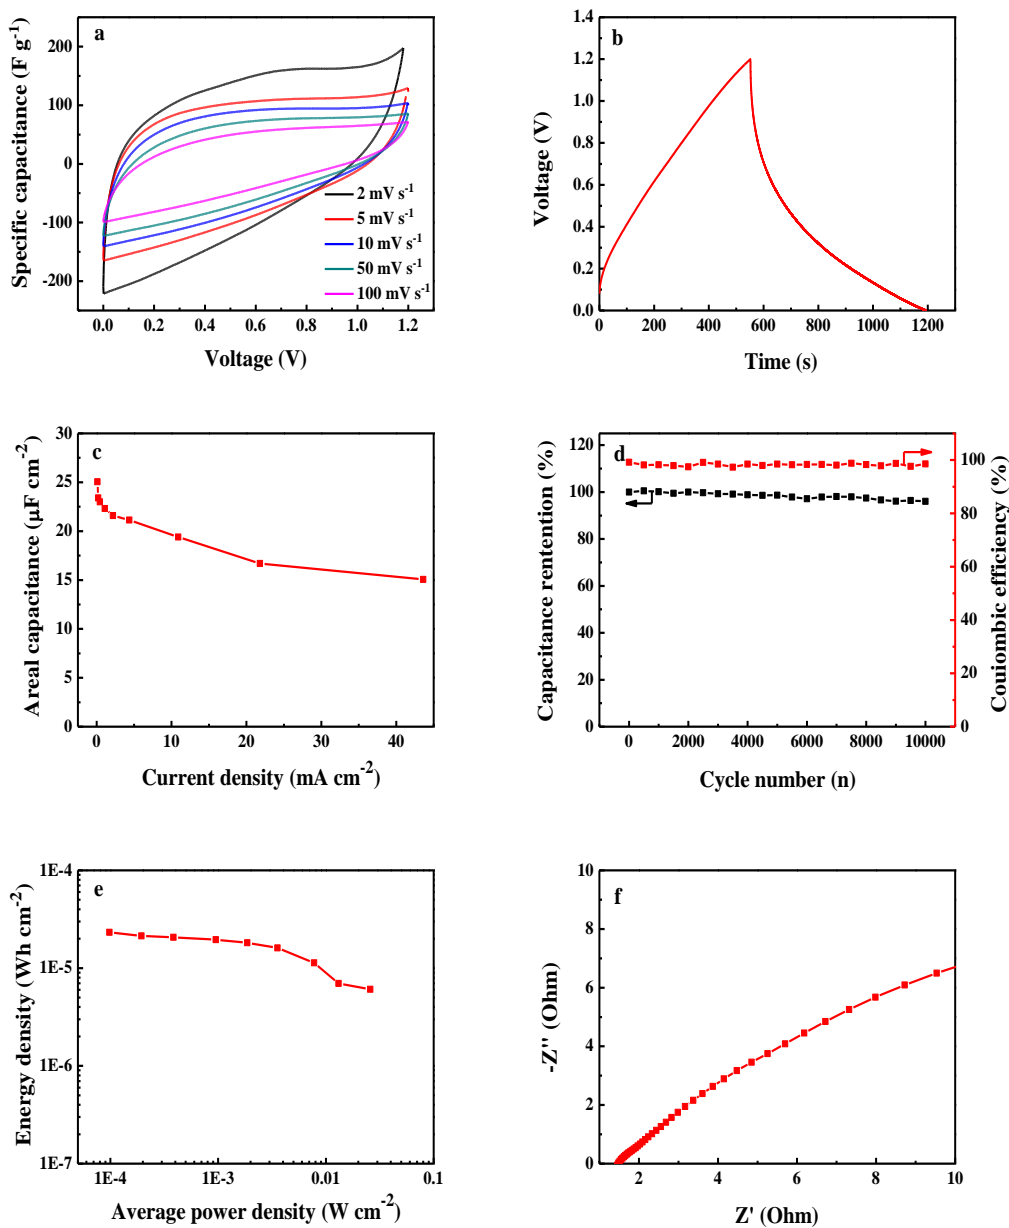 a
Specific capacitance (F g⁻¹)
200
100
0
-100
-200
2 mV s⁻¹
5 mV s⁻¹
10 mV s⁻¹
50 mV s⁻¹
100 mV s⁻¹
0.0 0.2 0.4 0.6 0.8 1.0 1.2
Voltage (V)
b
Voltage (V)
1.4
1.2
1.0
0.8
0.6
0.4
0.2
0.0
0 200 400 600 800 1000 1200
Time (s)
c
Areal capacitance (μF cm⁻²)
30
25
20
15
10
5
0
0 10 20 30 40
Current density (mA cm⁻²)
d
Capacitance rentention (%)
120
100
80
60
40
20
0
0 2000 4000 6000 8000 10000
Cycle number (n)
100
80
60
40
20
0
Couiombic efficiency (%)
e
Energy density (Wh cm⁻²)
1E-4
1E-5
1E-6
1E-7
1E-4 1E-3 0.01 0.1
Average power density (W cm⁻²)
f
-Z'' (Ohm)
10
8
6
4
2
0
2 4 6 8 10
Z' (Ohm)